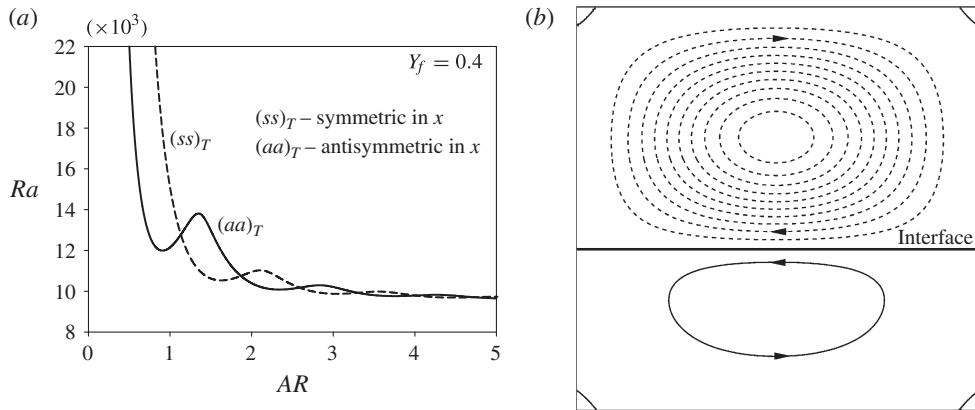 (a)
(×10³)
22
20
18
16
14
12
10
8
Ra
0
1
2
3
4
5
AR
Y_f = 0.4
(ss)_T – symmetric in x
(aa)_T – antisymmetric in x
(ss)_T
(aa)_T
(b)
Interface